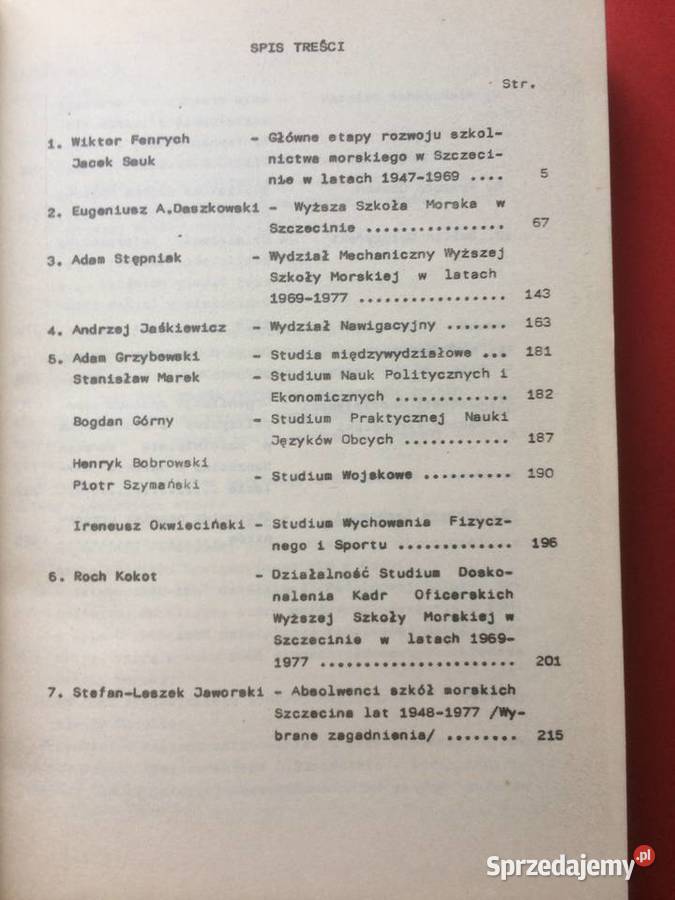 SPIS TREŚCI
Str.
1. Wiktor Fenrych - Główne etapy rozwoju szkol-
Jacek Sauk nictwa morskiego w Szczeci-
nie w latach 1947-1969 .... 5
2. Eugeniusz A.Daszkowski - Wyższa Szkoła Morska w
Szczecinie ................. 67
3. Adam Stępniak - Wydział Mechaniczny Wyższej
Szkoły Morskiej w latach
1969-1977 .................. 143
4. Andrzej Jaśkiewicz - Wydział Nawigacyjny ....... 163
5. Adam Grzybowski - Studia międzywydziałowe ... 181
Stanisław Marek - Studium Nauk Politycznych i
Ekonomicznych .............. 182
Bogdan Górny - Studium Praktycznej Nauki
Języków Obcych ............. 187
Henryk Bobrowski
Piotr Szymański - Studium Wojskowe .......... 190
Ireneusz Okwieciński - Studium Wychowania Fizycz-
nego i Sportu ............. 196
6. Roch Kokot - Działalność Studium Dosko-
nalenia Kadr Oficerskich
Wyższej Szkoły Morskiej w
Szczecinie w latach 1969-
1977 ....................... 201
7. Stefan-Leszek Jaworski - Absolwenci szkół morskich
Szczecina lat 1948-1977 /Wy-
brane zagadnienia/ ........ 215
Sprzedajemy.pl